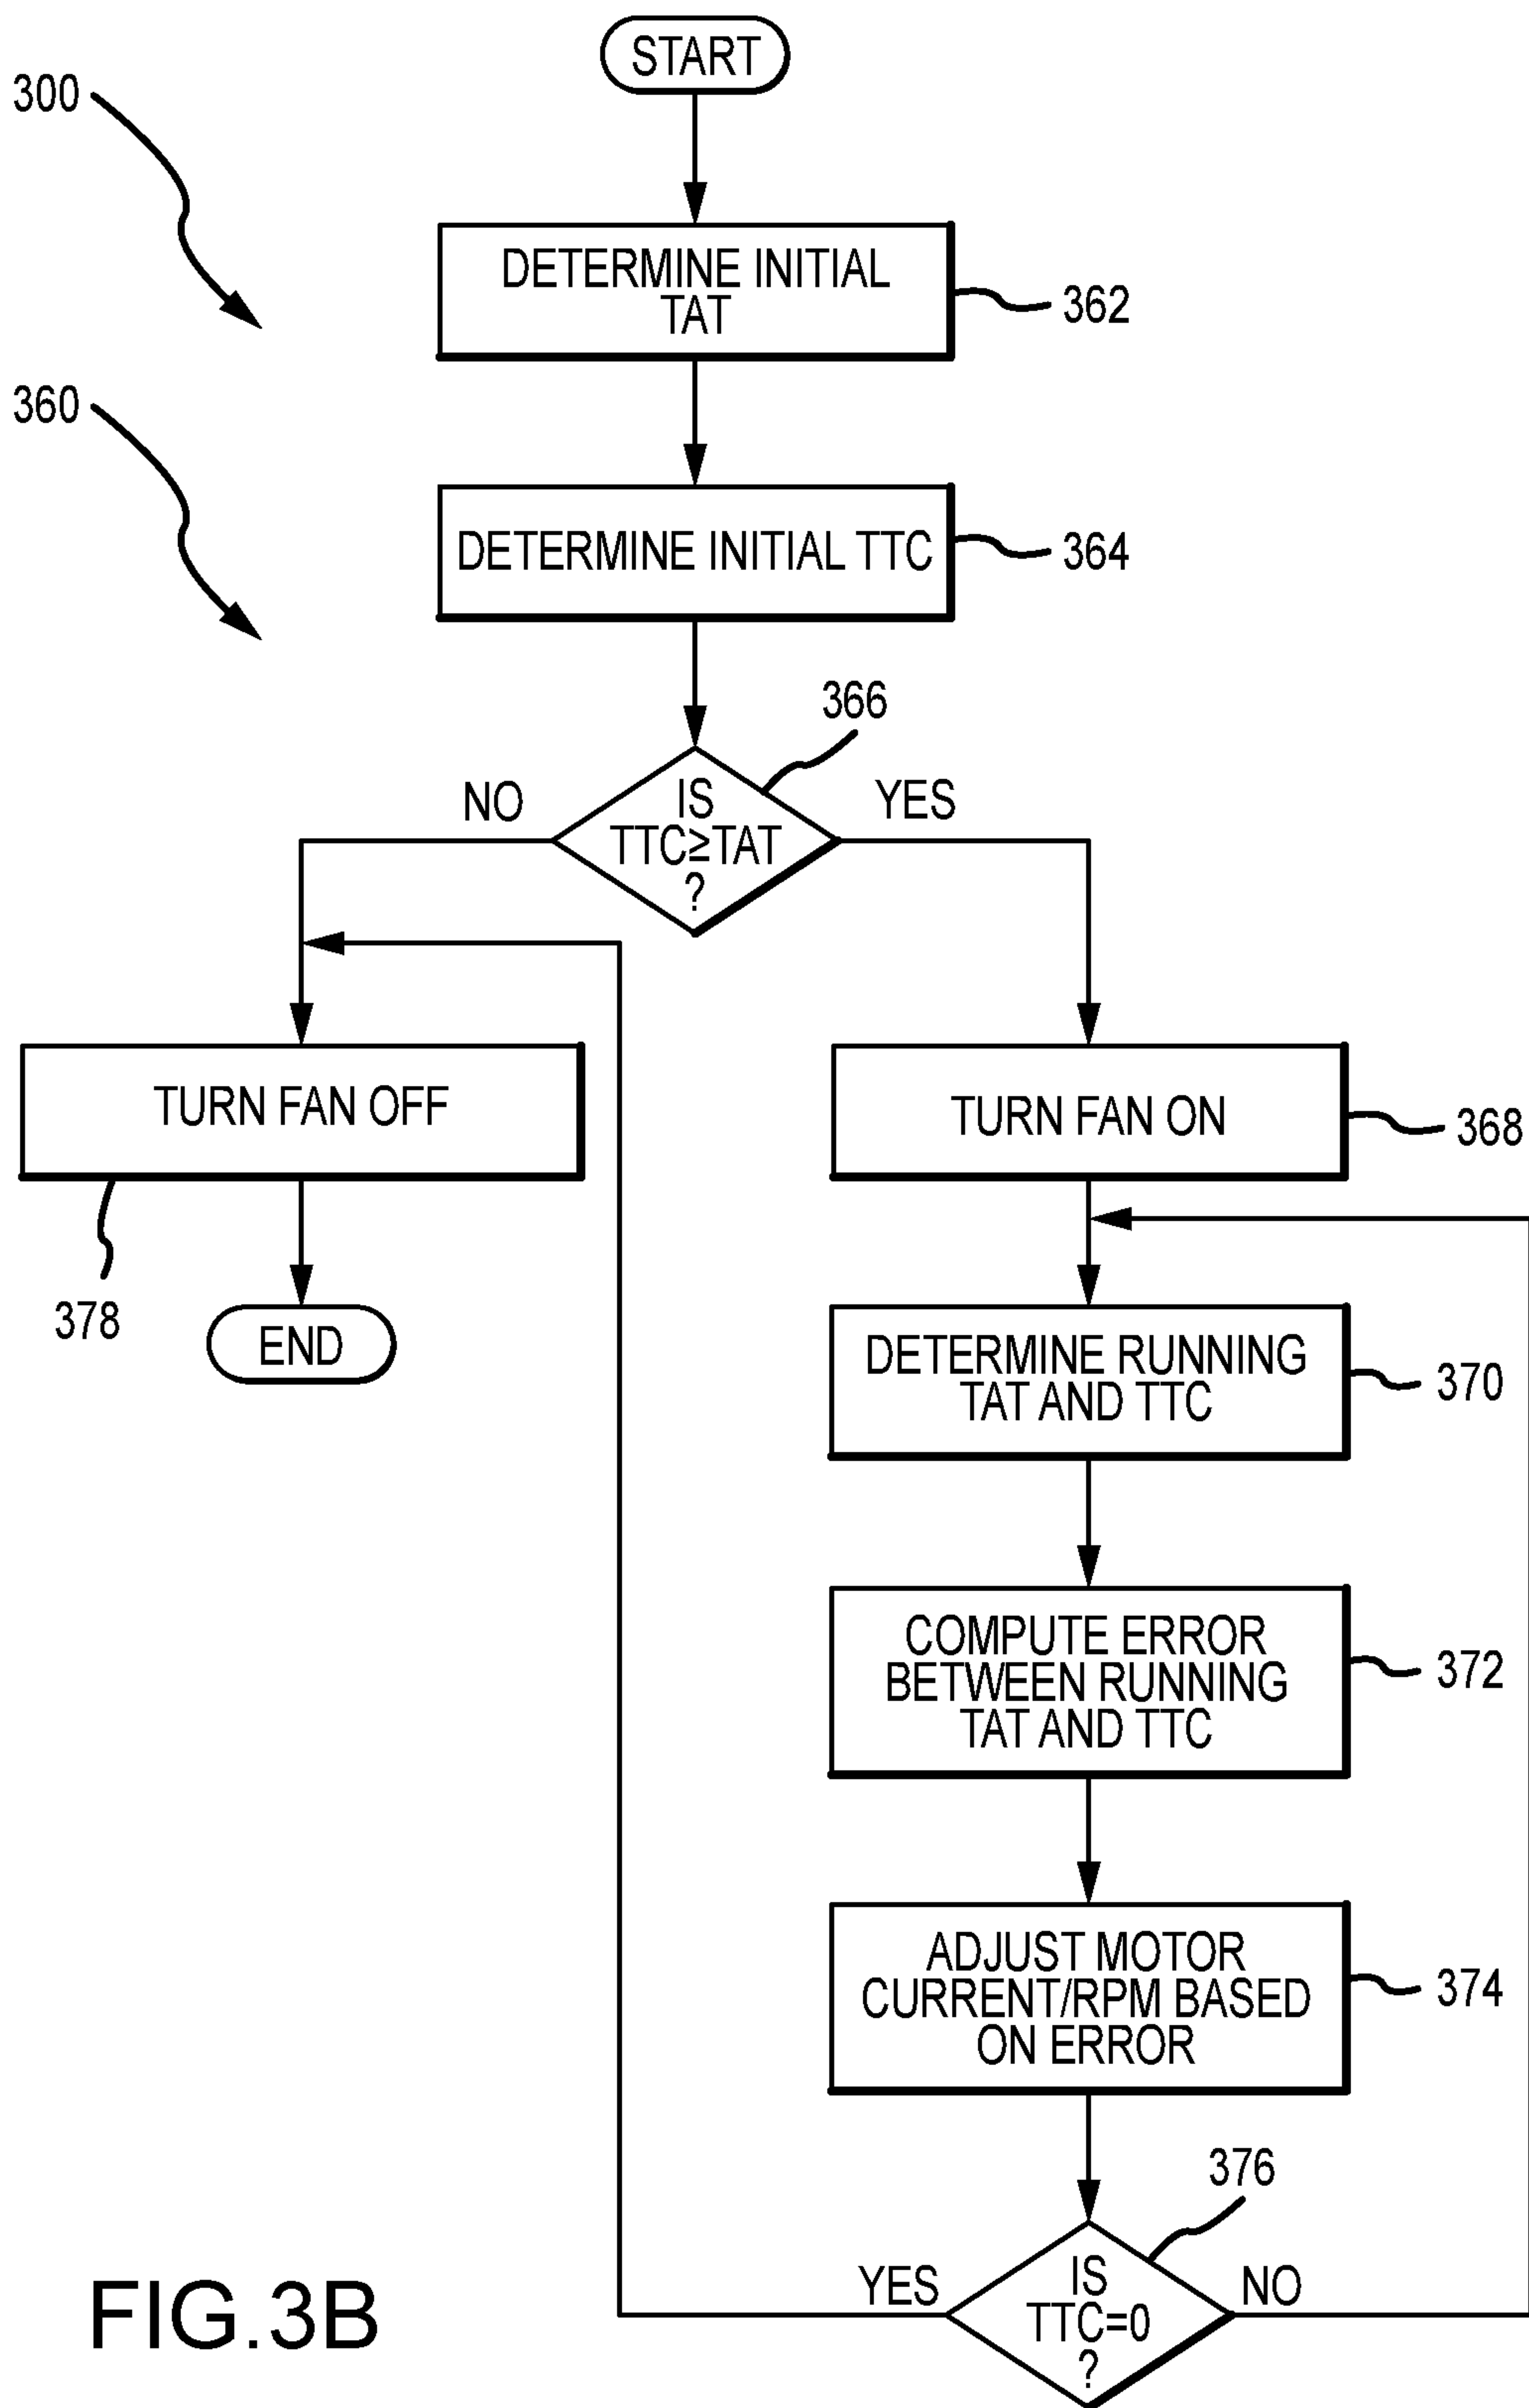 START
300
DETERMINE INITIAL
TAT
362
360
DETERMINE INITIAL TTC
364
366
NO
IS
TTC≥TAT
?
YES
TURN FAN OFF
TURN FAN ON
368
378
END
DETERMINE RUNNING
TAT AND TTC
370
COMPUTE ERROR
BETWEEN RUNNING
TAT AND TTC
372
ADJUST MOTOR
CURRENT/RPM BASED
ON ERROR
374
376
YES
IS
TTC=0
?
NO
FIG.3B